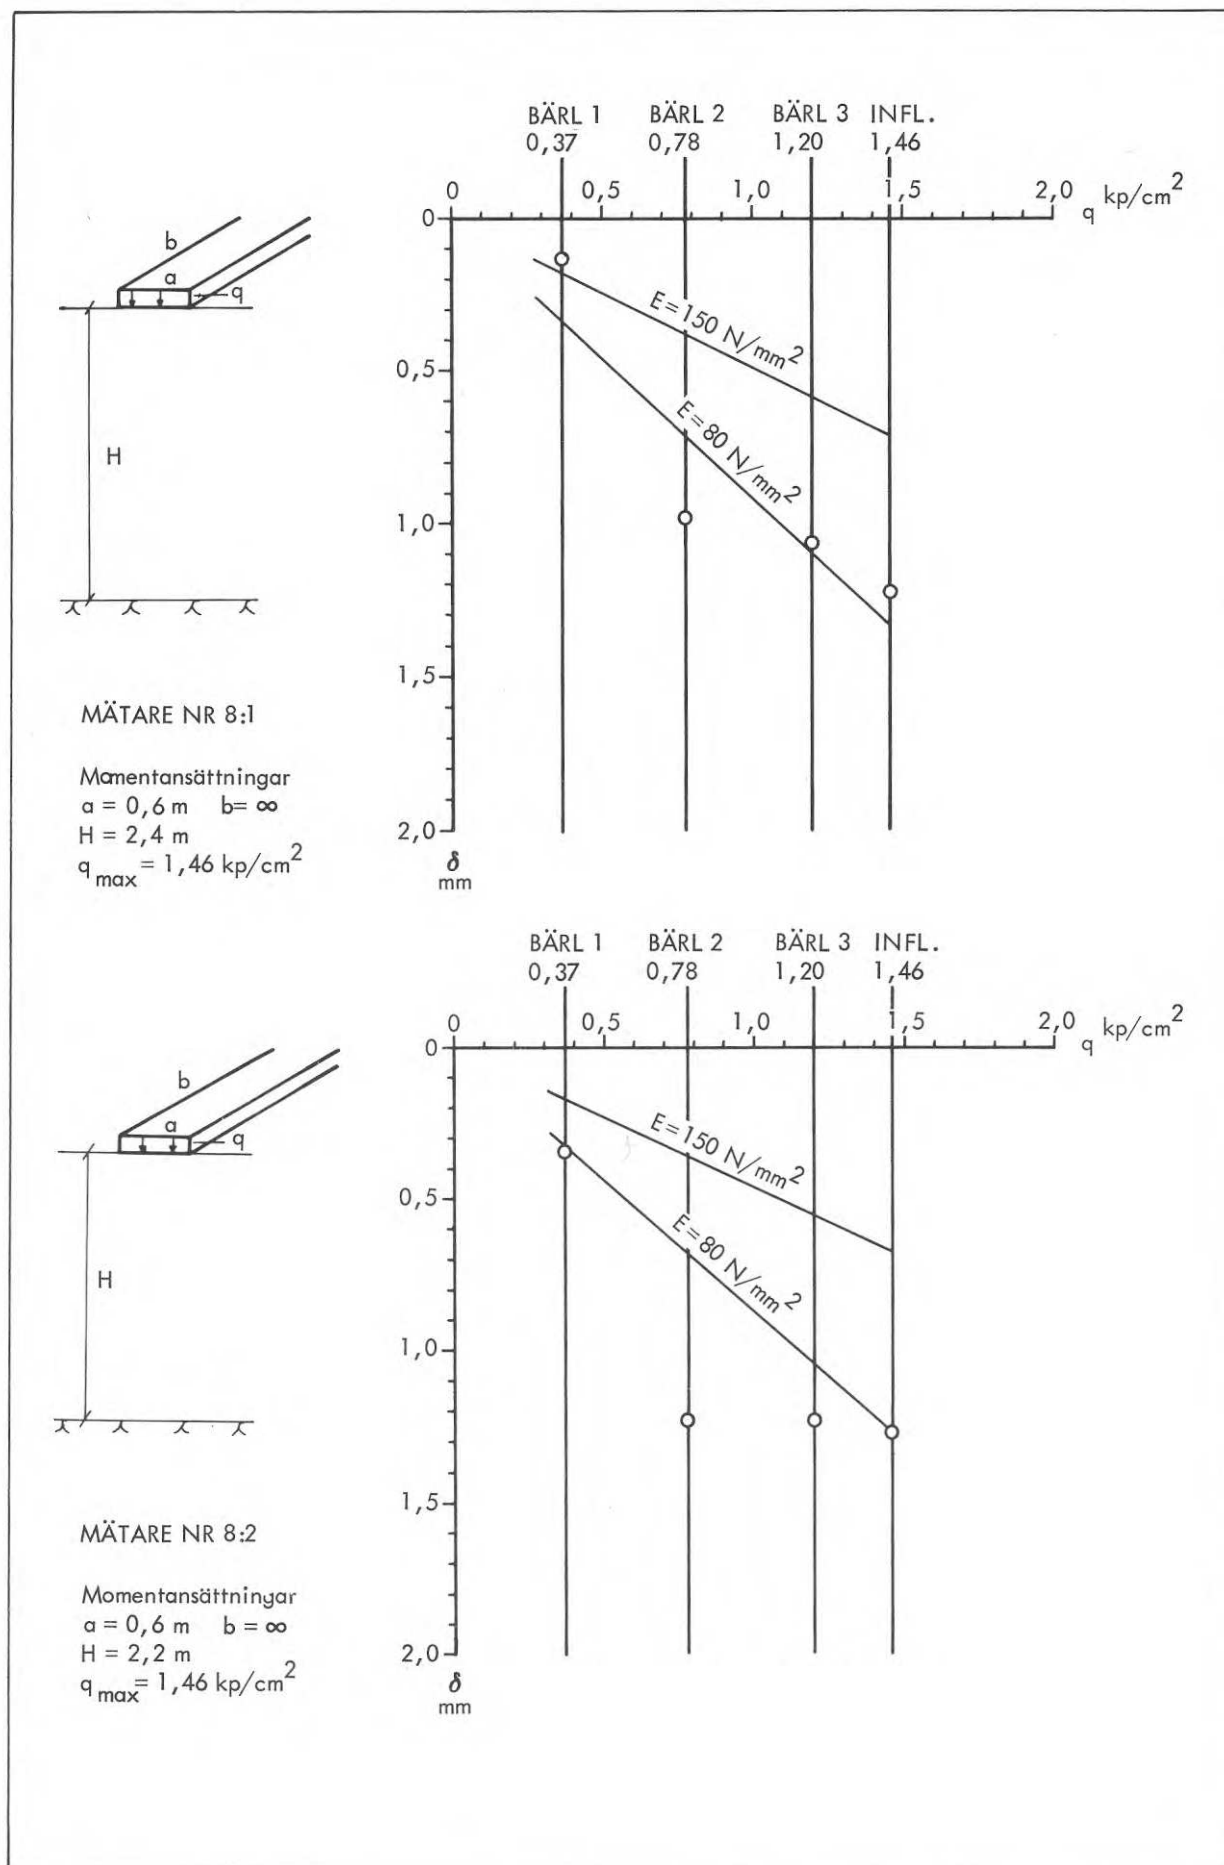 BÄRL 1 BÄRL 2 BÄRL 3 INFL.
0,37 0,78 1,20 1,46
0 0,5 1,0 1,5 2,0 q kp/cm²
0
0,5
1,0
1,5
2,0
δ
mm
E=150 N/mm²
E=80 N/mm²
b
a
q
H
MÄTARE NR 8:1
Momentansättningar
a = 0,6 m b= ∞
H = 2,4 m
q max = 1,46 kp/cm²
BÄRL 1 BÄRL 2 BÄRL 3 INFL.
0,37 0,78 1,20 1,46
0 0,5 1,0 1,5 2,0 q kp/cm²
0
0,5
1,0
1,5
2,0
δ
mm
E=150 N/mm²
E=80 N/mm²
b
a
q
H
MÄTARE NR 8:2
Momentansättningar
a = 0,6 m b = ∞
H = 2,2 m
q max = 1,46 kp/cm²